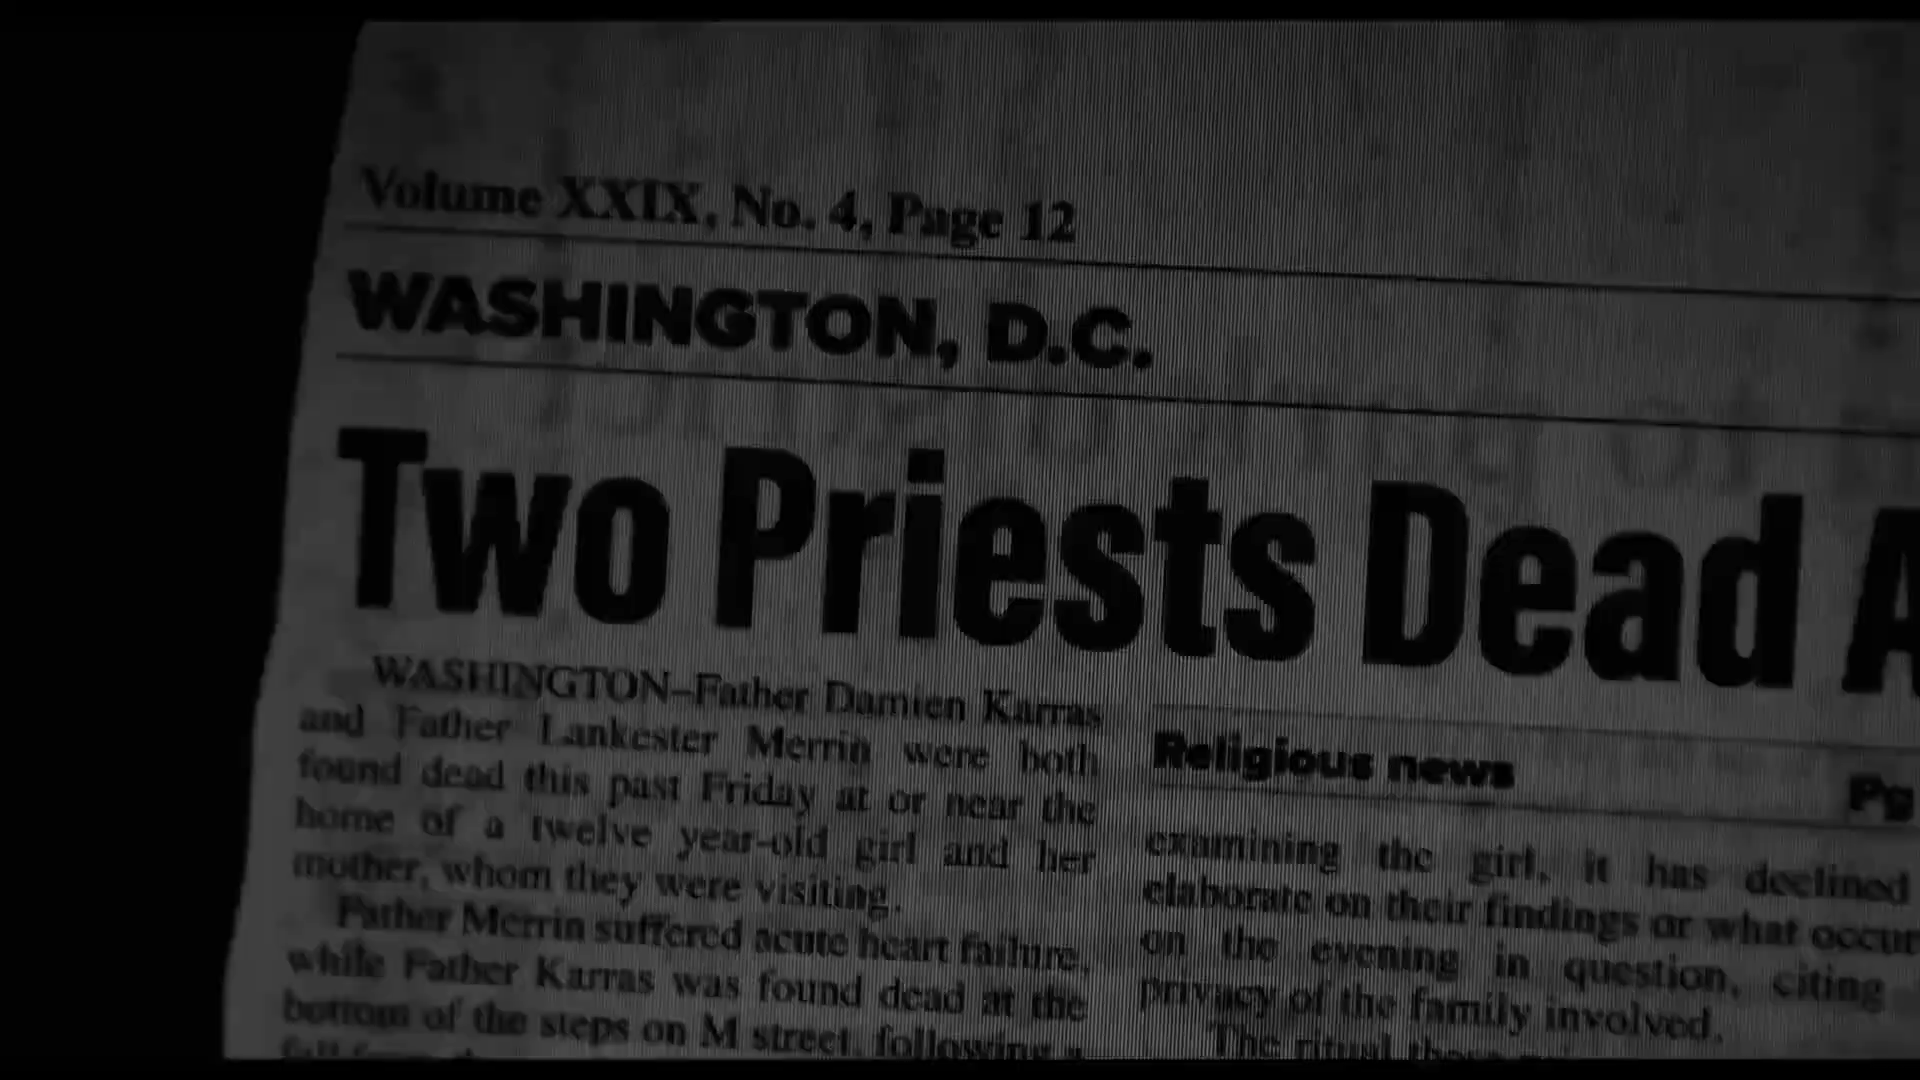 Volume XXIX, No. 4, Page 12
WASHINGTON, D.C.
Two Priests Dead A
WASHINGTON–Father Damien Karras
and Father Lankester Merrin were both
found dead this past Friday at or near the
home of a twelve year-old girl and her
mother, whom they were visiting.
Father Merrin suffered acute heart failure,
while Father Karras was found dead at the
bottom of the steps on M street, following a
Religious news
Pg
examining the girl, it has declined
elaborate on their findings or what occur
on the evening in question, citing
privacy of the family involved.
The ritual